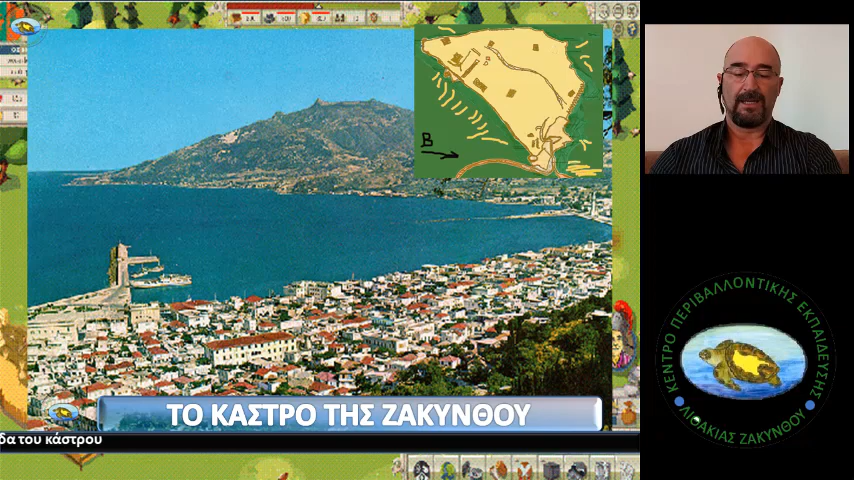 B
ΤΟ ΚΑΣΤΡΟ ΤΗΣ ΖΑΚΥΝΘΟΥ
δα του κάστρου
ΚΕΝΤΡΟ ΠΕΡΙΒΑΛΛΟΝΤΙΚΗΣ ΕΚΠΑΙΔΕΥΣΗΣ
ΛΙΘΑΚΙΑΣ ΖΑΚΥΝΘΟΥ